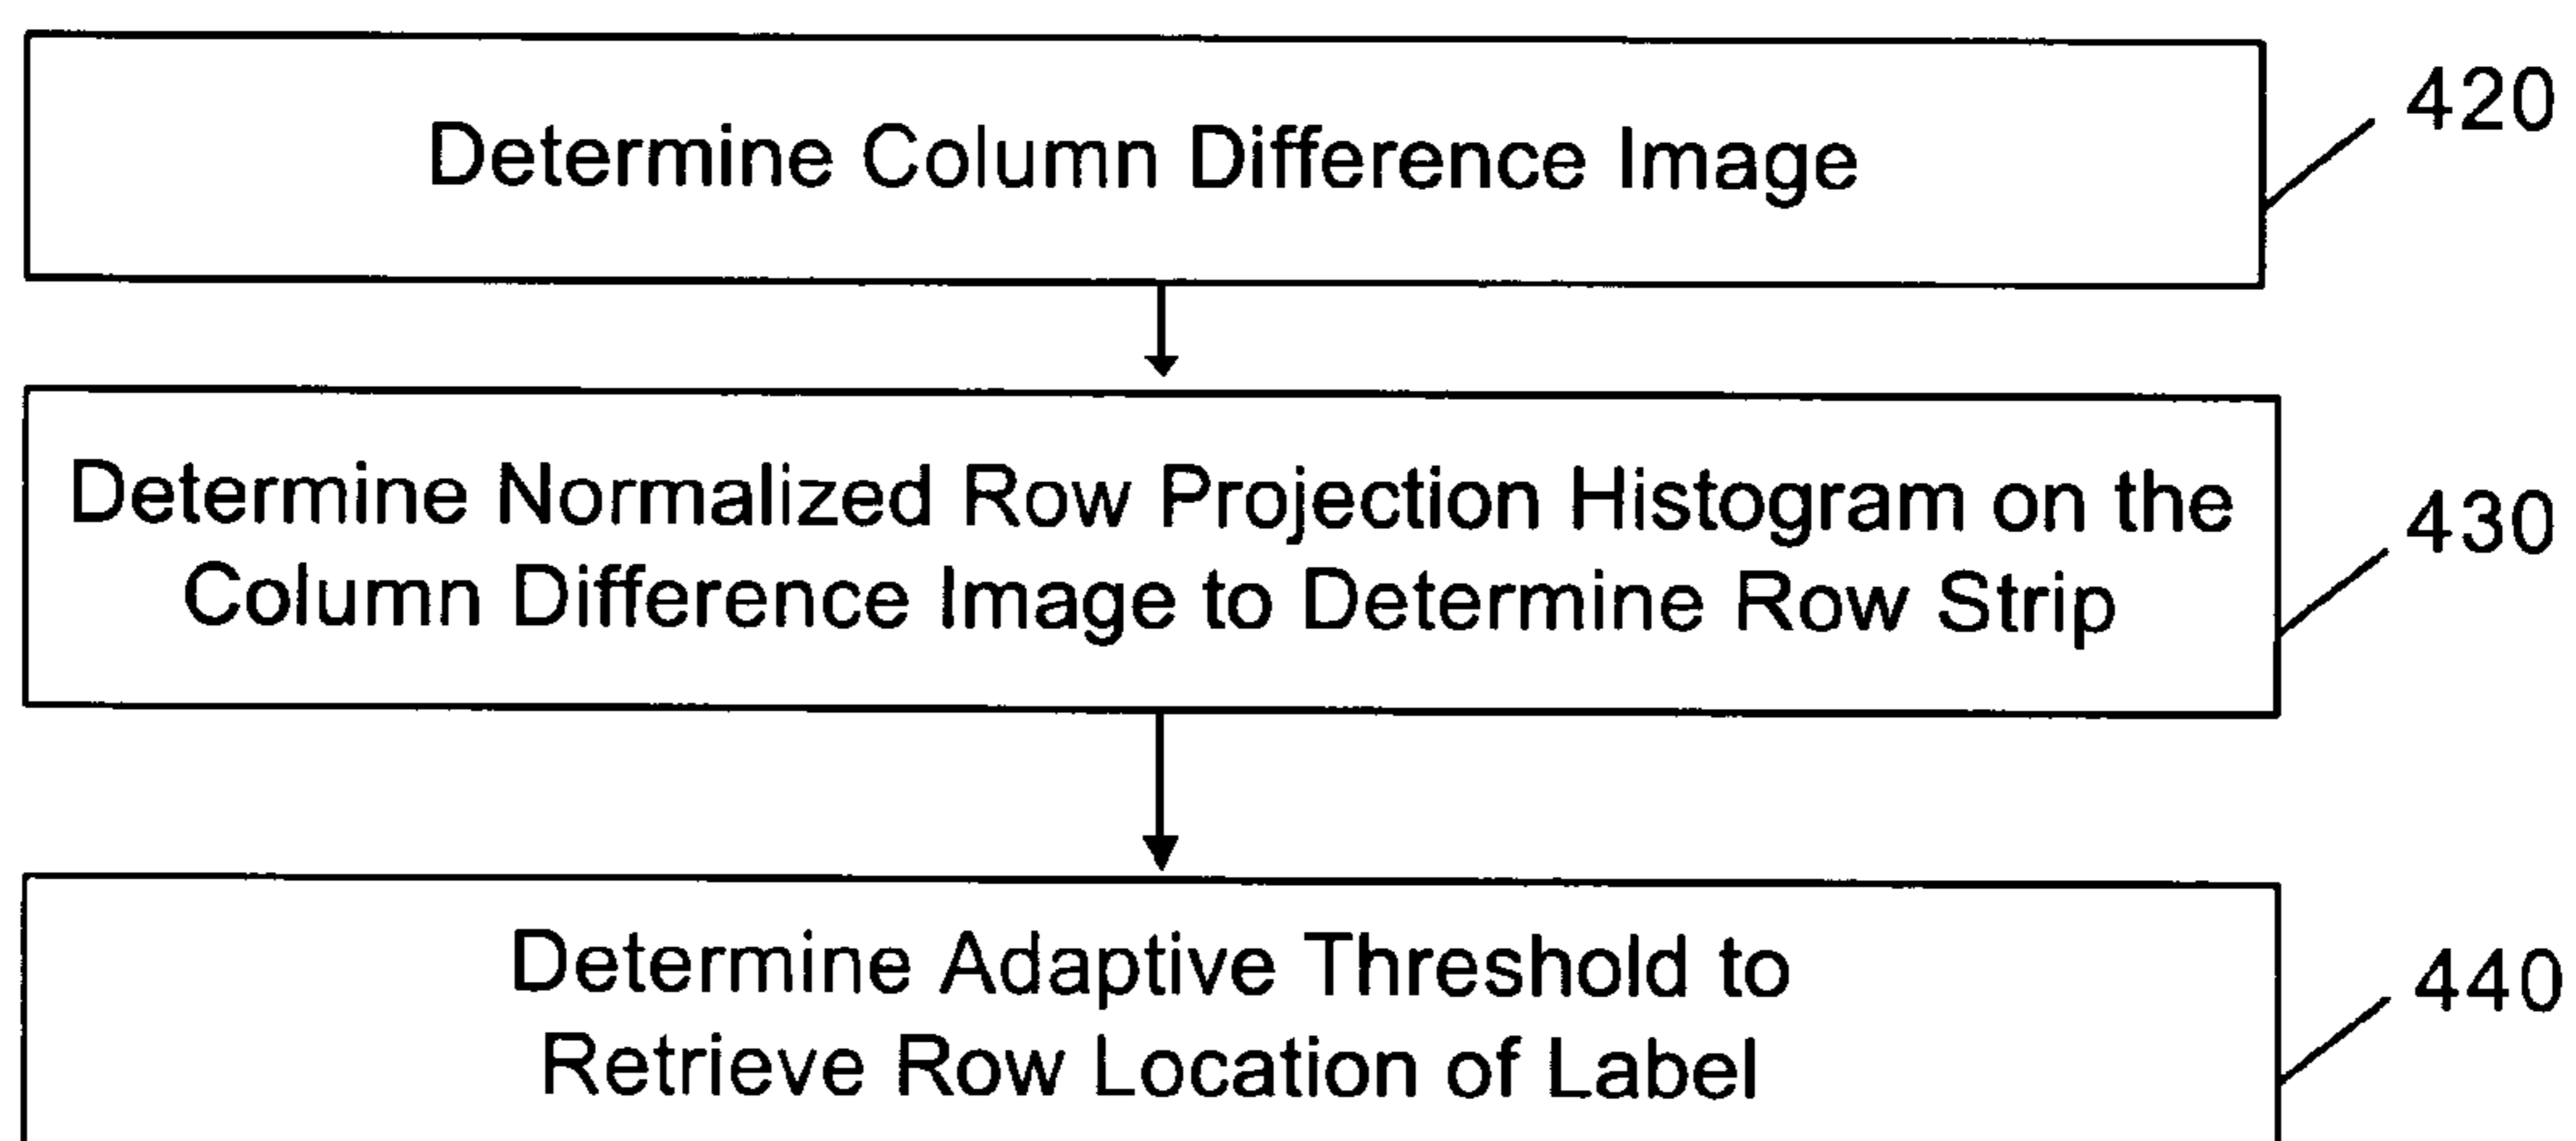 Determine Column Difference Image
420
Determine Normalized Row Projection Histogram on the
Column Difference Image to Determine Row Strip
430
Determine Adaptive Threshold to
Retrieve Row Location of Label
440